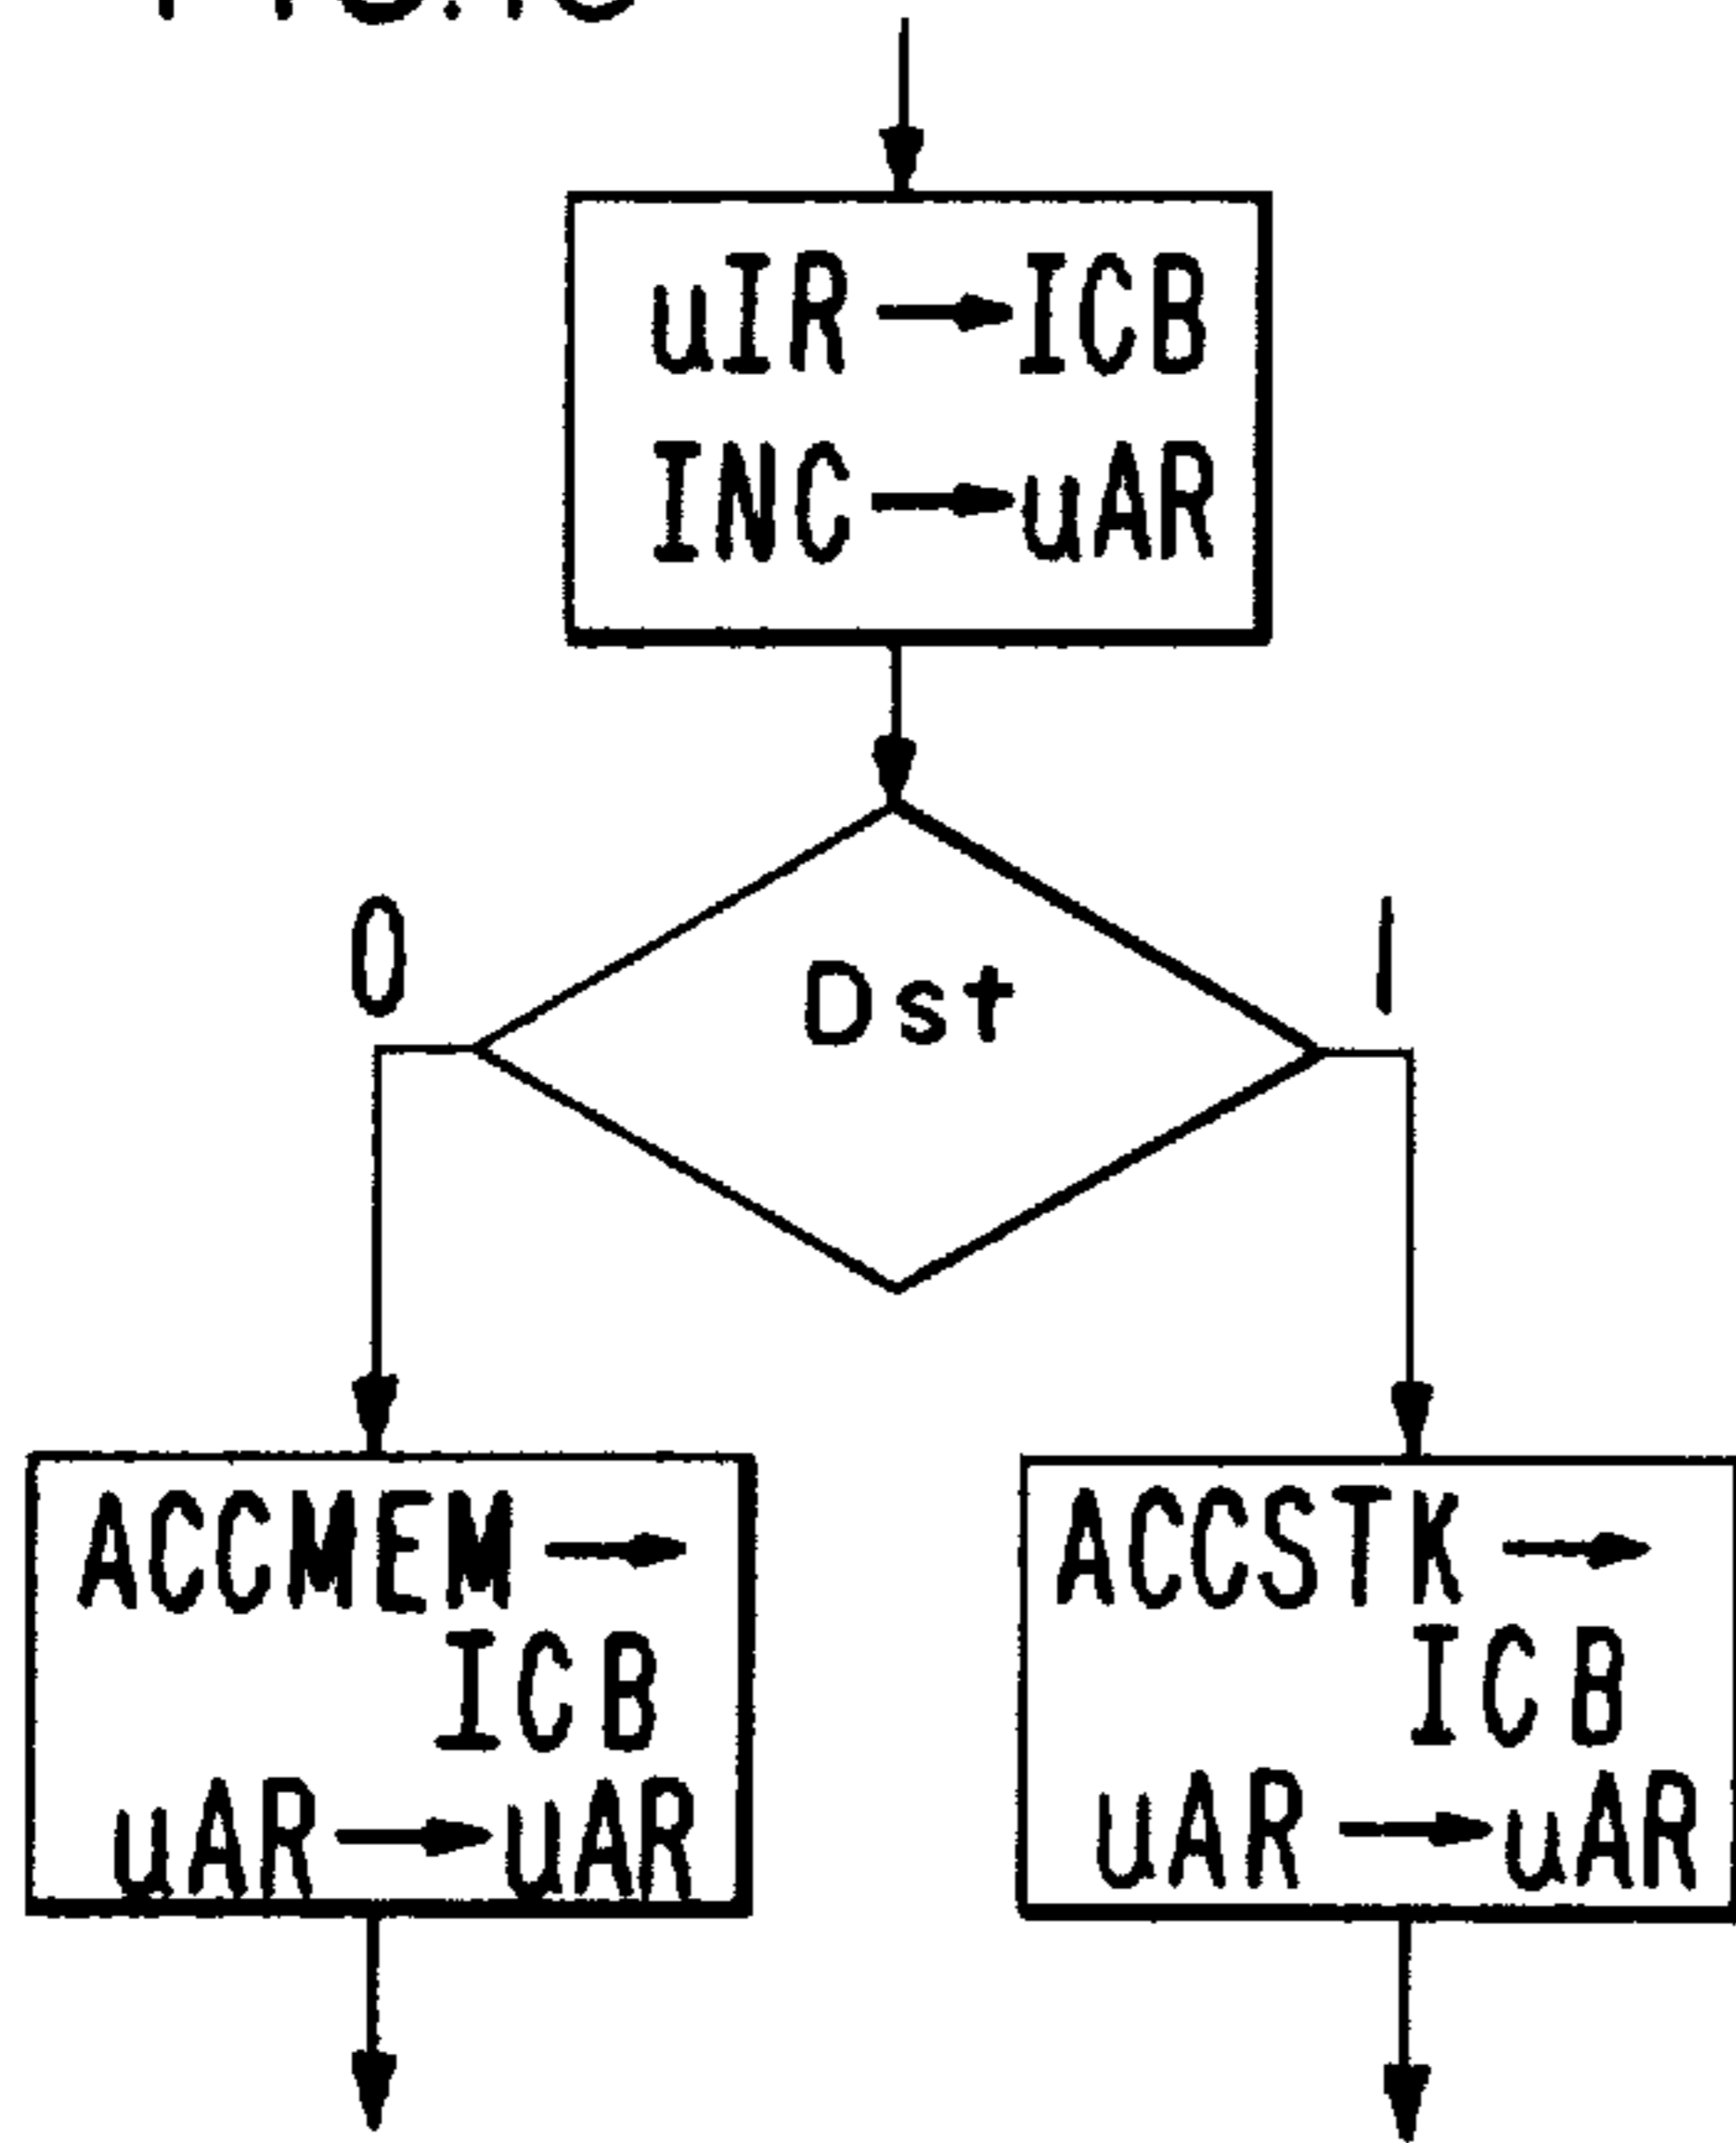 uIR→ICB
INC→uAR
Dst
0
1
ACCMEM→
ICB
uAR→uAR
ACCSTK→
ICB
uAR→uAR